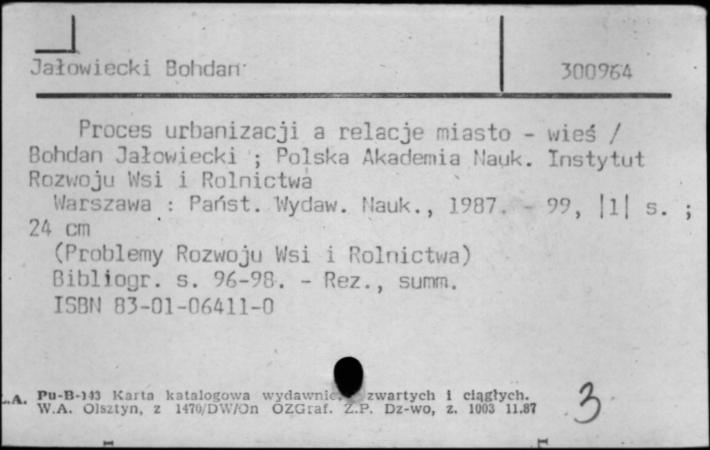 Jałowiecki Bohdan
300964
Proces urbanizacji a relacje miasto - wieś /
Bohdan Jałowiecki ; Polska Akademia Nauk. Instytut
Rozwoju Wsi i Rolnictwa
Warszawa : Państ. Wydaw. Nauk., 1987. - 99, |1| s. ;
24 cm
(Problemy Rozwoju Wsi i Rolnictwa)
Bibliogr. s. 96-98. - Rez., summ.
ISBN 83-01-06411-0
Pu-B-143 Karta katalogowa zwartych i ciągłych.
W.A. Olsztyn, z 1470/DW/On OZGraf. Z.P. Dz-wo, z. 1003 11.87
3